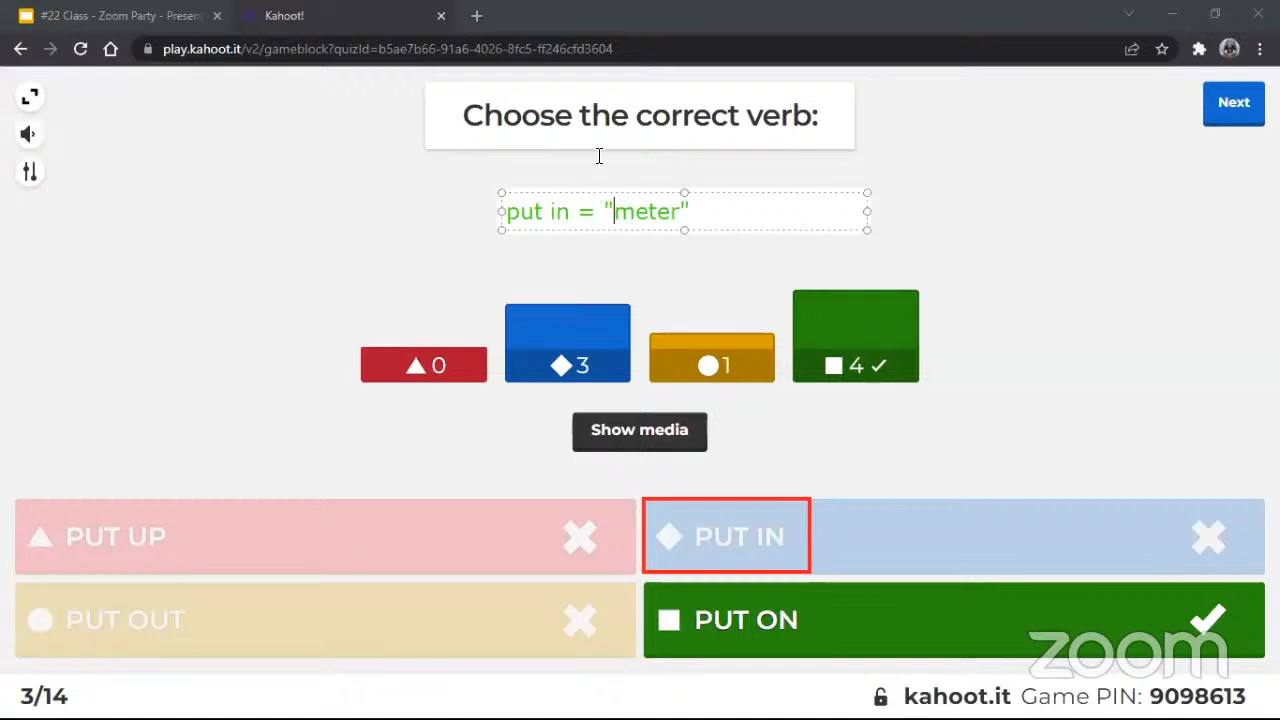 #22 Class - Zoom Party - Present
Kahoot!
play.kahoot.it/v2/gameblock?quizId=b5ae7b66-91a6-4026-8fc5-ff246cfd3604
Choose the correct verb:
Next
put in = "meter"
0
3
1
4
Show media
PUT UP
PUT IN
PUT OUT
PUT ON
zoom
3/14
kahoot.it Game PIN: 9098613